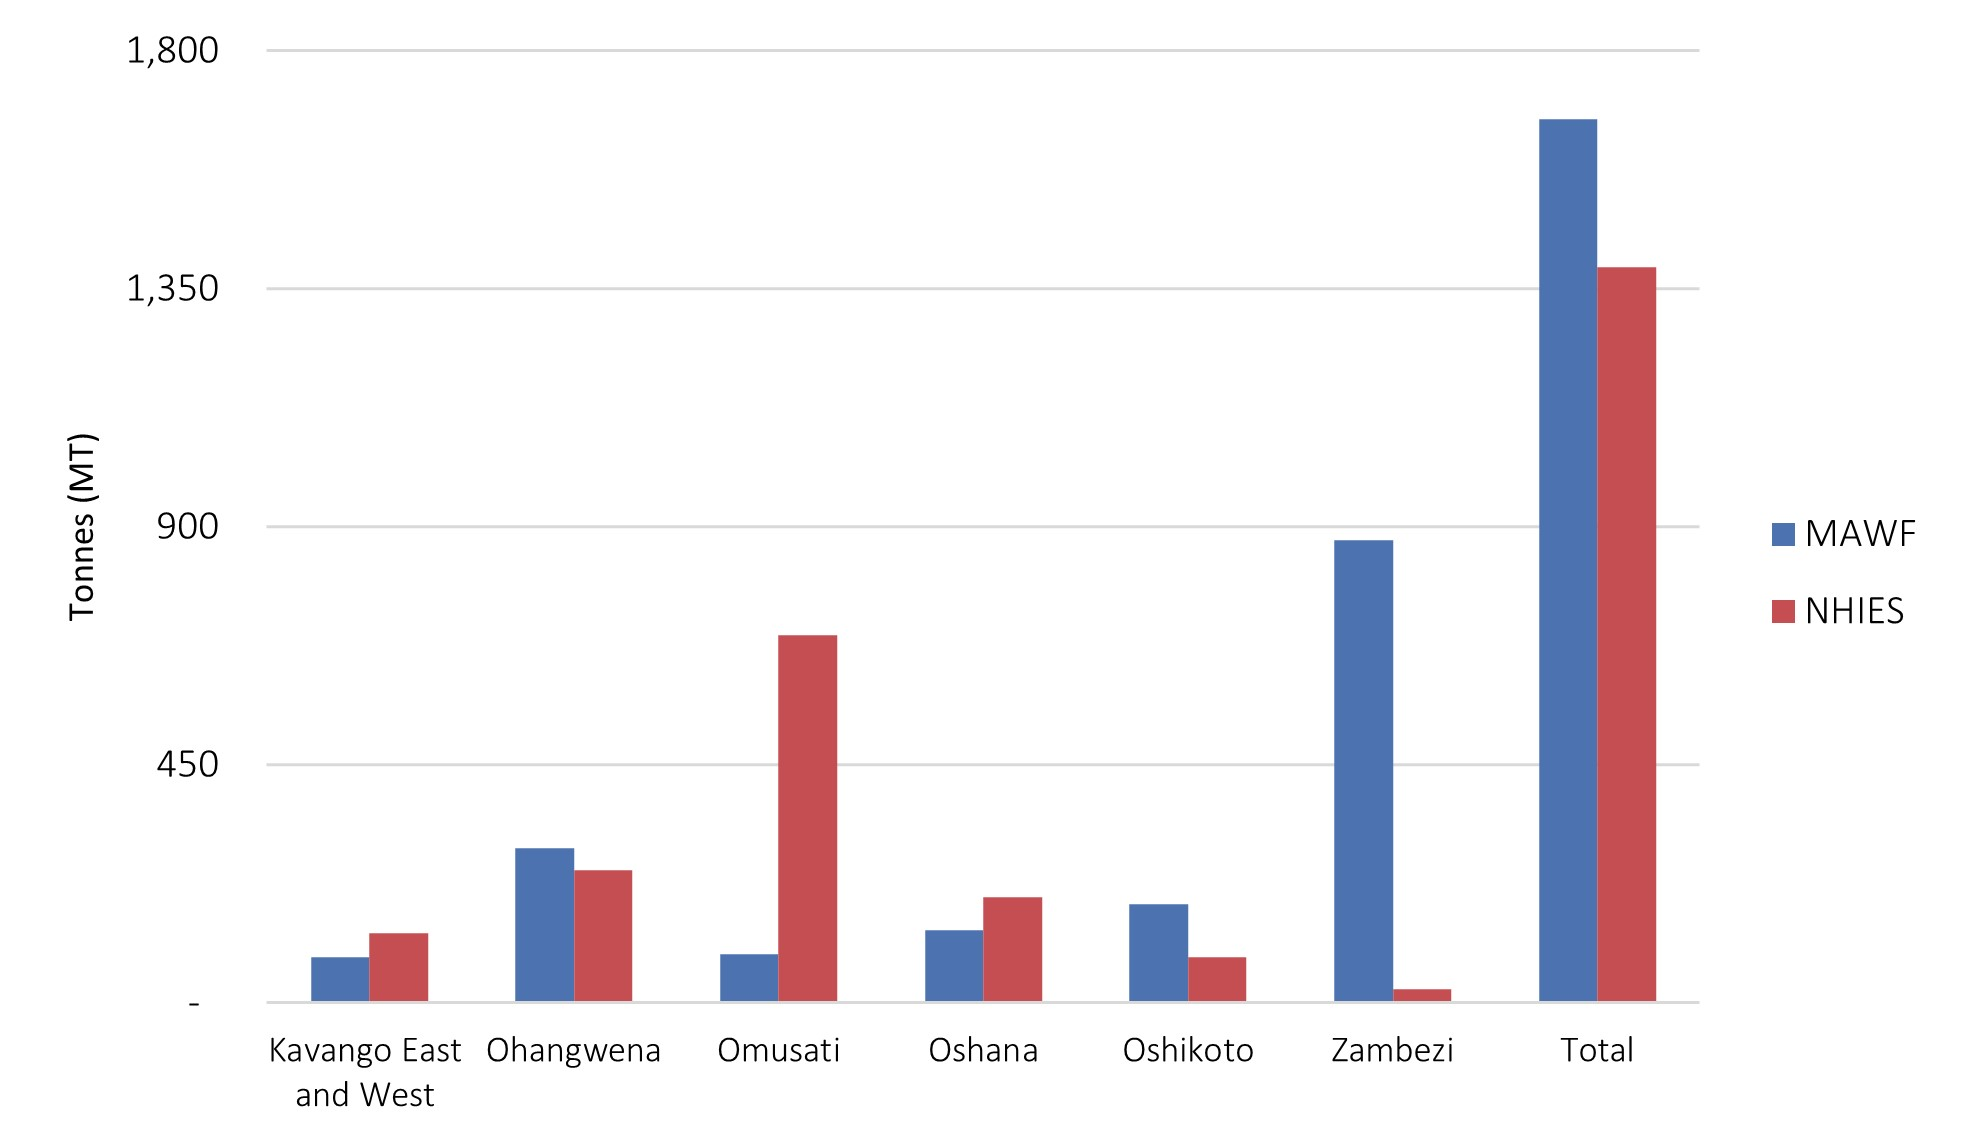 1,800
1,350
900
450
-
Tonnes (MT)
Kavango East
and West
Ohangwena
Omusati
Oshana
Oshikoto
Zambezi
Total
MAWF
NHIES